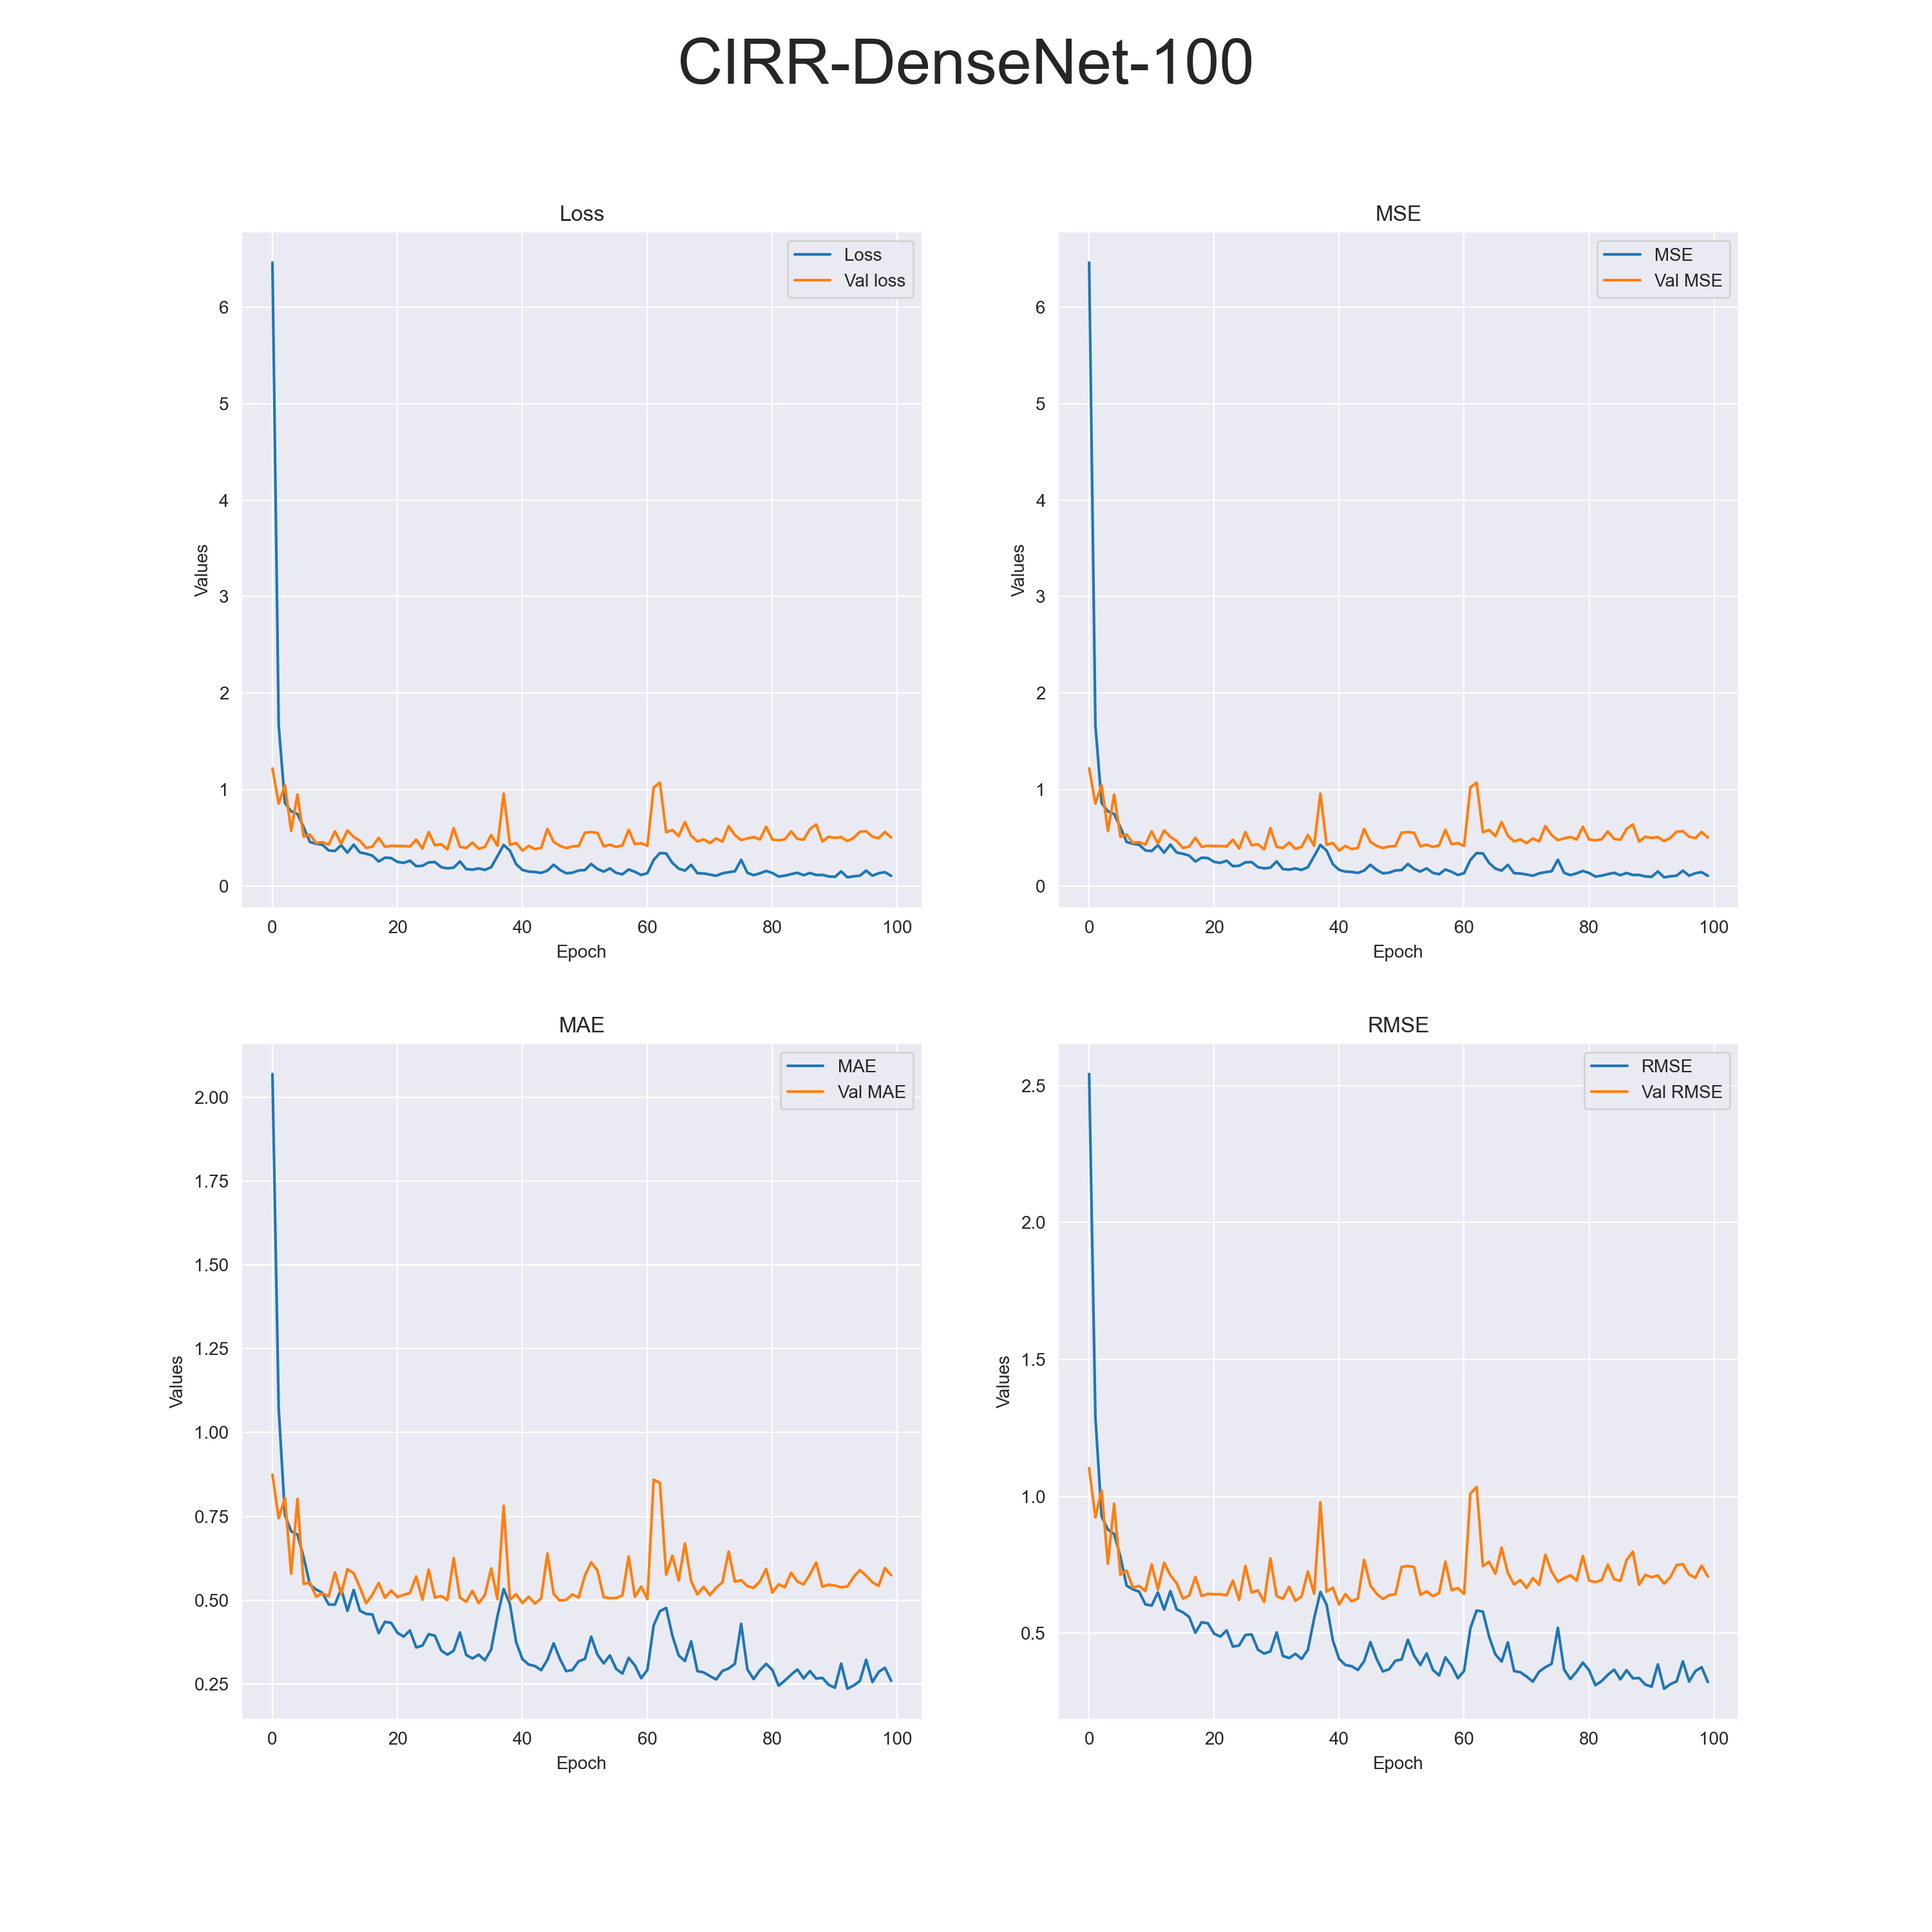 CIRR-DenseNet-100
Loss
Loss
Val loss
Values
6
5
4
3
2
1
0
0 20 40 60 80 100
Epoch
MSE
MSE
Val MSE
Values
6
5
4
3
2
1
0
0 20 40 60 80 100
Epoch
MAE
MAE
Val MAE
Values
2.00
1.75
1.50
1.25
1.00
0.75
0.50
0.25
0 20 40 60 80 100
Epoch
RMSE
RMSE
Val RMSE
Values
2.5
2.0
1.5
1.0
0.5
0 20 40 60 80 100
Epoch